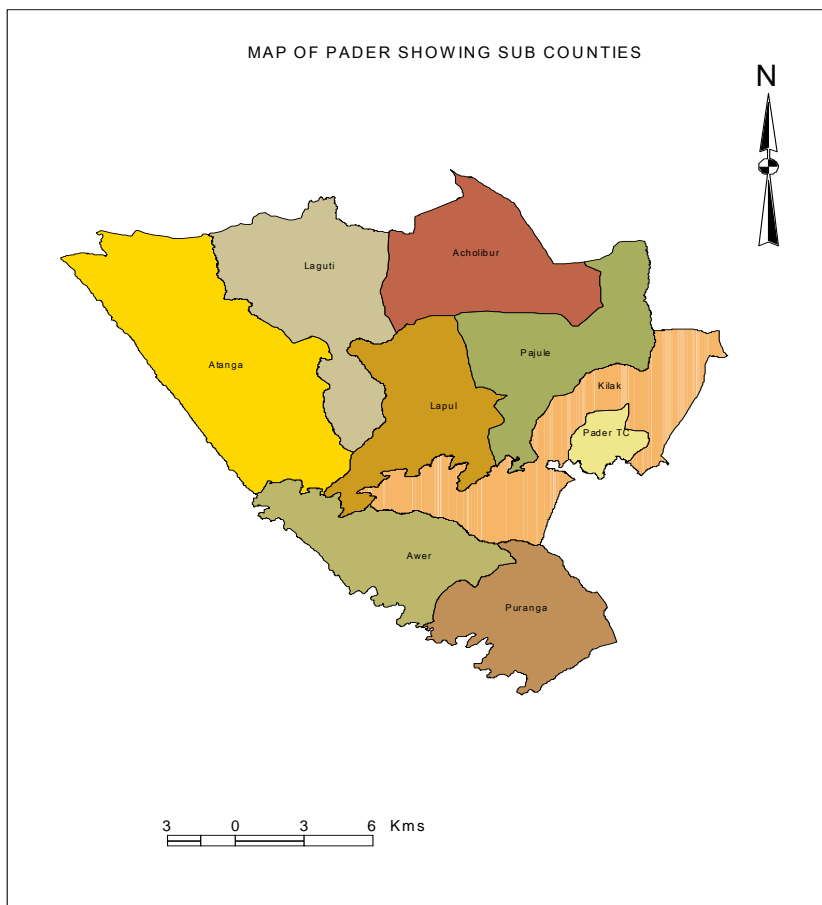 MAP OF PADER SHOWING SUB COUNTIES
N
Acholibur
Laguti
Pajule
Atanga
Kilak
Lapul
Pader TC
Awer
Puranga
3 0 3 6 Kms